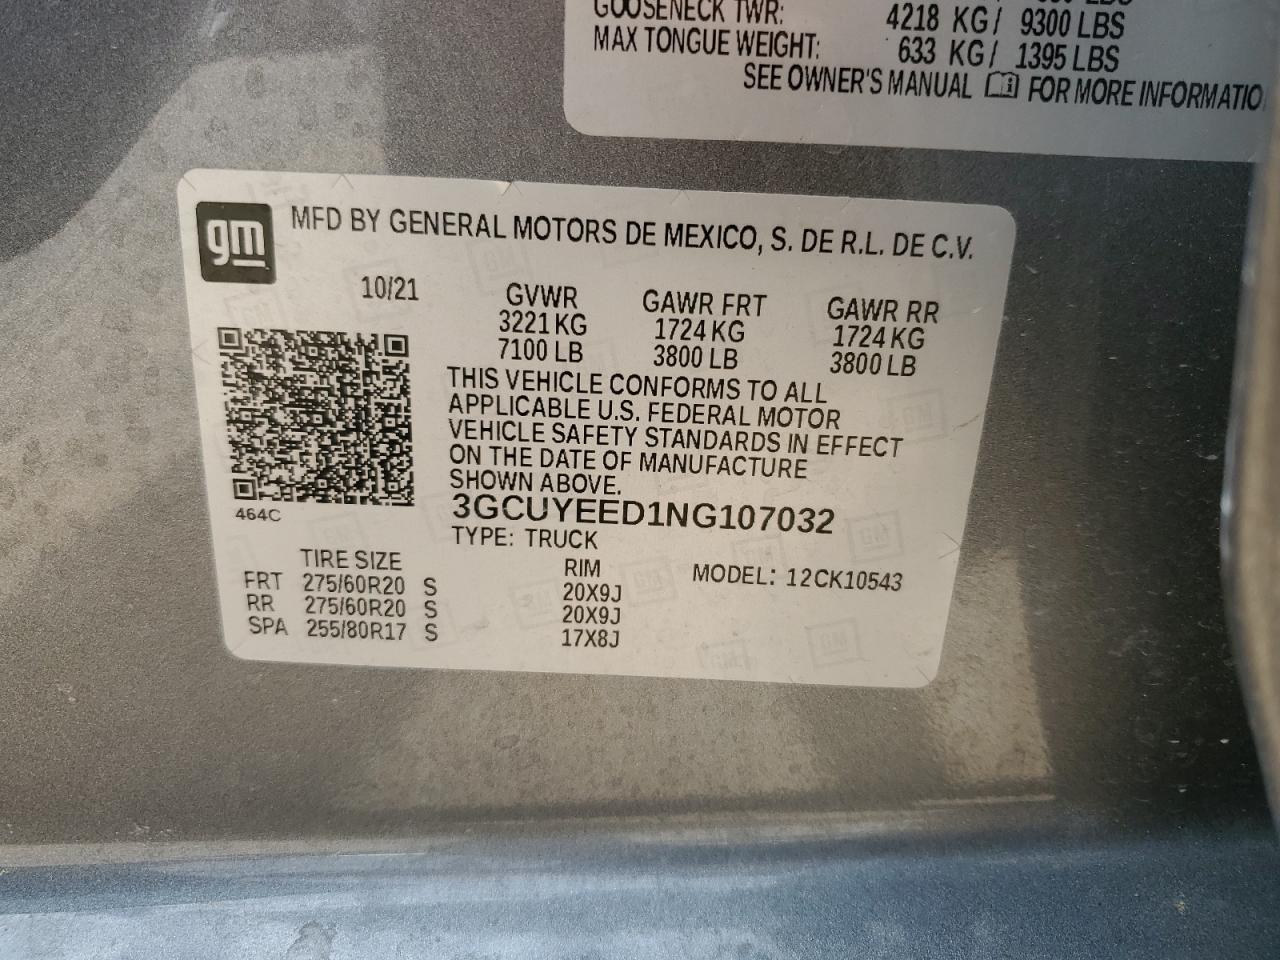 GOOSENECK TWR: 4218 KG/ 9300 LBS
MAX TONGUE WEIGHT: 633 KG/ 1395 LBS
SEE OWNER'S MANUAL FOR MORE INFORMATIO
gm
MFD BY GENERAL MOTORS DE MEXICO, S. DE R.L. DE C.V.
10/21 GVWR GAWR FRT GAWR RR
3221 KG 1724 KG 1724 KG
7100 LB 3800 LB 3800 LB
THIS VEHICLE CONFORMS TO ALL
APPLICABLE U.S. FEDERAL MOTOR
VEHICLE SAFETY STANDARDS IN EFFECT
ON THE DATE OF MANUFACTURE
SHOWN ABOVE.
464C
3GCUYEED1NG107032
TYPE: TRUCK
TIRE SIZE RIM MODEL: 12CK10543
FRT 275/60R20 S 20X9J
RR 275/60R20 S 20X9J
SPA 255/80R17 S 17X8J